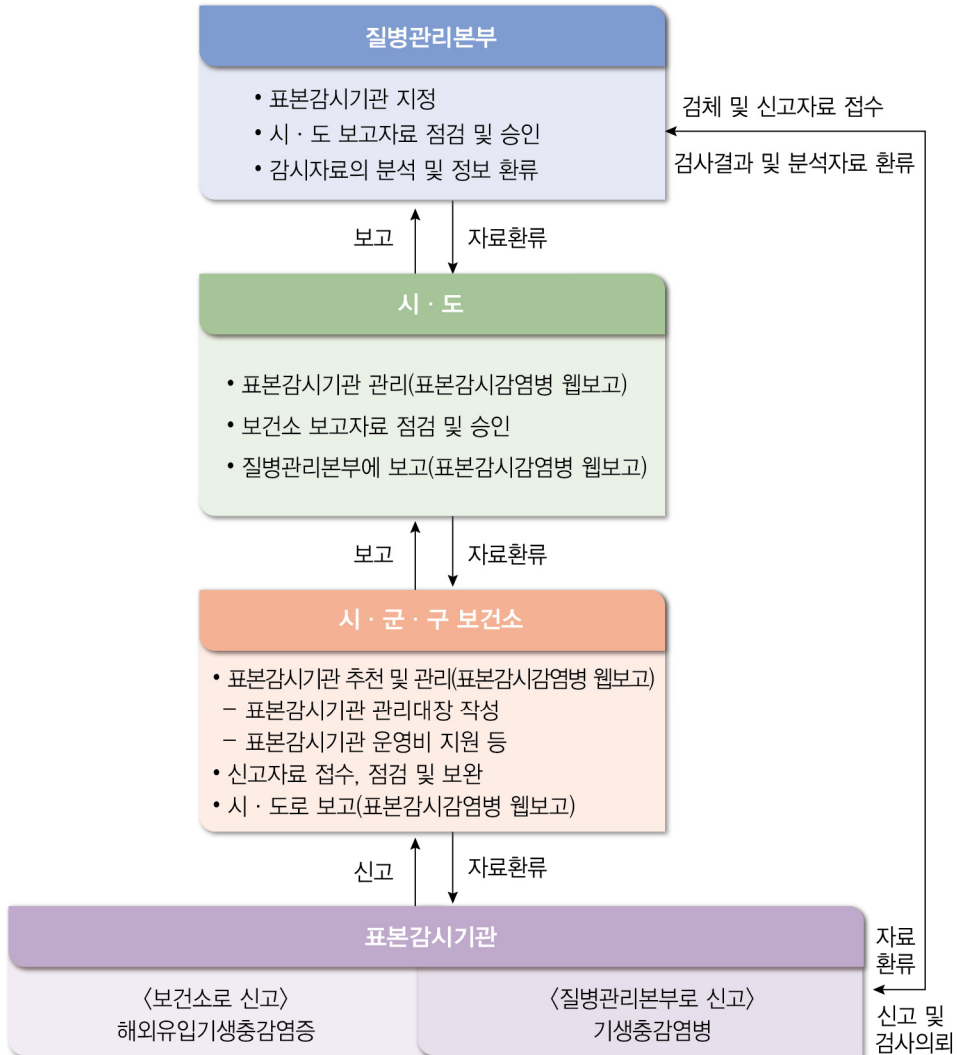 질병관리본부
• 표본감시기관 지정
• 시 · 도 보고자료 점검 및 승인
• 감시자료의 분석 및 정보 환류
검체 및 신고자료 접수
검사결과 및 분석자료 환류
보고
자료환류
시 · 도
• 표본감시기관 관리(표본감시감염병 웹보고)
• 보건소 보고자료 점검 및 승인
• 질병관리본부에 보고(표본감시감염병 웹보고)
보고
자료환류
시 · 군 · 구 보건소
• 표본감시기관 추천 및 관리(표본감시감염병 웹보고)
− 표본감시기관 관리대장 작성
− 표본감시기관 운영비 지원 등
• 신고자료 접수, 점검 및 보완
• 시 · 도로 보고(표본감시감염병 웹보고)
신고
자료환류
표본감시기관
〈보건소로 신고〉
해외유입기생충감염증
〈질병관리본부로 신고〉
기생충감염병
자료
환류
신고 및
검사의뢰